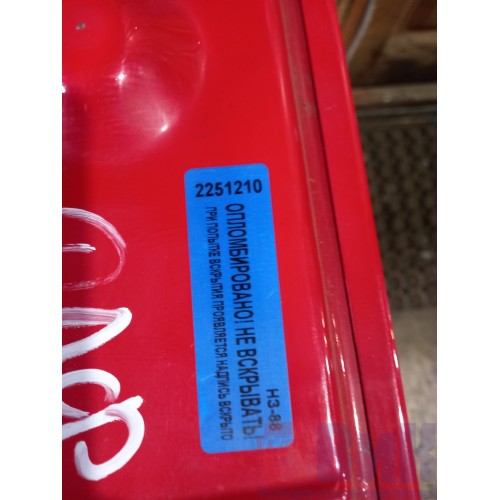 2251210
ОПЛОМБИРОВАНО! НЕ ВСКРЫВАТЬ!
ПРИ ПОПЫТКЕ ВСКРЫТИЯ ПРОЯВЛЯЕТСЯ НАДПИСЬ ВСКРЫТО
НЗ-88